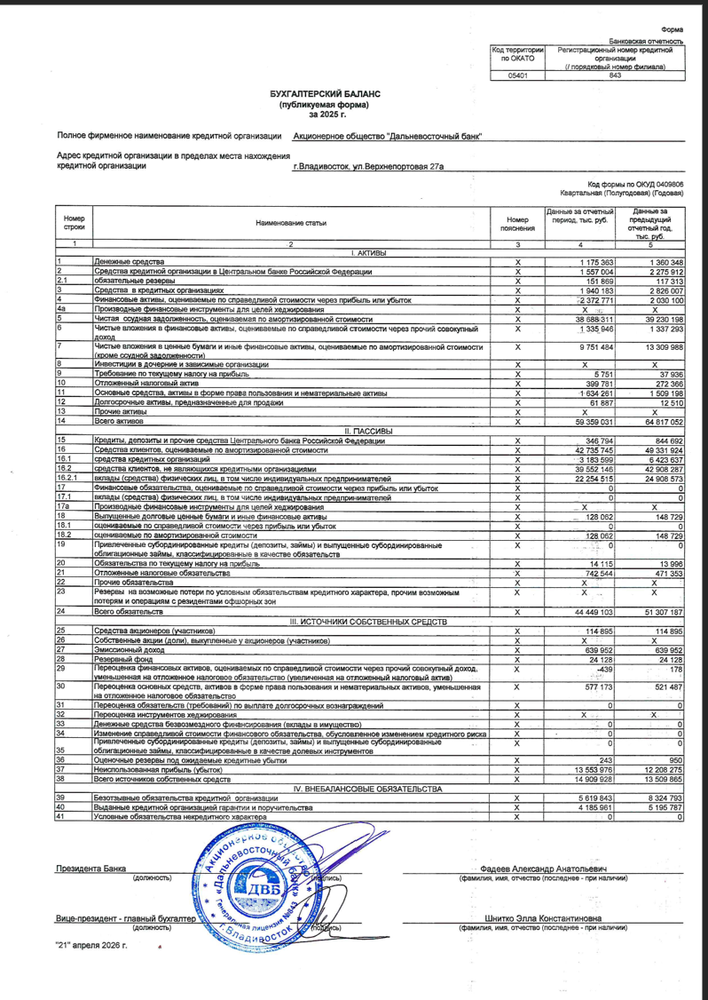 Форма
Банковская отчетность
Код территории по ОКАТО Регистрационный номер кредитной организации (/ порядковый номер филиала)
05401 843
БУХГАЛТЕРСКИЙ БАЛАНС
(публикуемая форма)
за 2025 г.
Полное фирменное наименование кредитной организации Акционерное общество "Дальневосточный банк"
Адрес кредитной организации в пределах места нахождения
кредитной организации г.Владивосток, ул.Верхнепортовая 27а
Код формы по ОКУД 0409806
Квартальная (Полугодовая) (Годовая)
Номер строки Наименование статьи Номер пояснения Данные за отчетный период, тыс. руб. Данные за предыдущий отчетный год, тыс. руб.
1 2 3 4 5
I. АКТИВЫ
1 Денежные средства X 1 175 363 1 360 348
2 Средства кредитной организации в Центральном банке Российской Федерации X 1 557 004 2 275 912
2.1 обязательные резервы X 151 869 117 313
3 Средства в кредитных организациях X 1 940 183 2 826 007
4 Финансовые активы, оцениваемые по справедливой стоимости через прибыль или убыток X 2 372 771 2 030 100
4а Производные финансовые инструменты для целей хеджирования X X X
5 Чистая ссудная задолженность, оцениваемая по амортизированной стоимости X 38 688 311 39 230 198
6 Чистые вложения в финансовые активы, оцениваемые по справедливой стоимости через прочий совокупный X 1 335 946 1 337 293
доход
7 Чистые вложения в ценные бумаги и иные финансовые активы, оцениваемые по амортизированной стоимости X 9 751 484 13 309 988
(кроме ссудной задолженности)
8 Инвестиции в дочерние и зависимые организации X X X
9 Требование по текущему налогу на прибыль X 5 751 37 936
10 Отложенный налоговый актив X 399 781 272 366
11 Основные средства, активы в форме права пользования и нематериальные активы X 1 634 261 1 509 198
12 Долгосрочные активы, предназначенные для продажи X 61 887 12 510
13 Прочие активы X X X
14 Всего активов X 59 359 031 64 817 052
II. ПАССИВЫ
15 Кредиты, депозиты и прочие средства Центрального банка Российской Федерации X 346 794 844 692
16 Средства клиентов, оцениваемые по амортизированной стоимости X 42 735 745 49 331 924
16.1 средства кредитных организаций X 3 183 599 6 423 637
16.2 средства клиентов, не являющихся кредитными организациями X 39 552 146 42 908 287
16.2.1 вклады (средства) физических лиц, в том числе индивидуальных предпринимателей X 22 254 515 24 908 573
17 Финансовые обязательства, оцениваемые по справедливой стоимости через прибыль или убыток X 0 0
17.1 вклады (средства) физических лиц, в том числе индивидуальных предпринимателей X 0 0
17а Производные финансовые инструменты для целей хеджирования X X X
18 Выпущенные долговые ценные бумаги и иные финансовые активы X 128 062 148 729
18.1 оцениваемые по справедливой стоимости через прибыль или убыток X 0 0
18.2 оцениваемые по амортизированной стоимости X 128 062 148 729
19 Привлеченные субординированные кредиты (депозиты, займы) и выпущенные субординированные X 0 0
облигационные займы, классифицированные в качестве обязательств
20 Обязательства по текущему налогу на прибыль X 14 115 13 996
21 Отложенные налоговые обязательства X 742 544 471 353
22 Прочие обязательства X X X
23 Резервы на возможные потери по условным обязательствам кредитного характера, прочим возможным X X X
потерям и операциям с резидентами офшорных зон
24 Всего обязательств X 44 449 103 51 307 187
III. ИСТОЧНИКИ СОБСТВЕННЫХ СРЕДСТВ
25 Средства акционеров (участников) X 114 895 114 895
26 Собственные акции (доли), выкупленные у акционеров (участников) X X X
27 Эмиссионный доход X 639 952 639 952
28 Резервный фонд X 24 128 24 128
29 Переоценка финансовых активов, оцениваемых по справедливой стоимости через прочий совокупный доход, X -439 178
уменьшенная на отложенное налоговое обязательство (увеличенная на отложенный налоговый актив)
30 Переоценка основных средств, активов в форме права пользования и нематериальных активов, уменьшенная X 577 173 521 487
на отложенное налоговое обязательство
31 Переоценка обязательств (требований) по выплате долгосрочных вознаграждений X 0 0
32 Переоценка инструментов хеджирования X X X
33 Денежные средства безвозмездного финансирования (вклады в имущество) X 0 0
34 Изменение справедливой стоимости финансового обязательства, обусловленное изменением кредитного риска X 0 0
Привлеченные субординированные кредиты (депозиты, займы) и выпущенные субординированные X 0 0
35 облигационные займы, классифицированные в качестве долевых инструментов
36 Оценочные резервы под ожидаемые кредитные убытки X 243 950
37 Неиспользованная прибыль (убыток) X 13 553 976 12 208 275
38 Всего источников собственных средств X 14 909 928 13 509 865
IV. ВНЕБАЛАНСОВЫЕ ОБЯЗАТЕЛЬСТВА
39 Безотзывные обязательства кредитной организации X 5 619 843 8 324 793
40 Выданные кредитной организацией гарантии и поручительства X 4 185 961 5 195 787
41 Условные обязательства некредитного характера X 0 0
Президента Банка Фадеев Александр Анатольевич
(должность) (подпись) (фамилия, имя, отчество (последнее - при наличии)
Вице-президент - главный бухгалтер Шнитко Элла Константиновна
(должность) (подпись) (фамилия, имя, отчество (последнее - при наличии)
"21" апреля 2026 г.
Акционерное общество
«Дальневосточный банк»
ДВБ
Генеральная лицензия №843
г. Владивосток